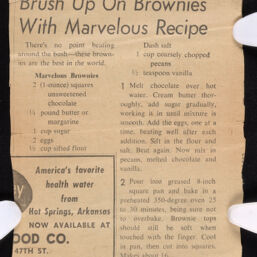 Brush Up On Brownies
With Marvelous Recipe
There's no point beating
around the bush—these brown-
ies are the best in the world.
Marvelous Brownies
2 (1-ounce) squares
unsweetened
chocolate
¼ pound butter or
margarine
1 cup sugar
2 eggs
½ cup sifted flour
Dash salt
1 cup coarsely chopped
pecans
½ teaspoon vanilla
1 Melt chocolate over hot
water. Cream butter thor-
oughly, add sugar gradually,
working it in until mixture is
smooth. Add the eggs, one at a
time, beating well after each
addition. Sift in the flour and
salt. Beat again. Now stir in
pecans, melted chocolate and
vanilla.
2 Pour into greased 8-inch
square pan and bake in a
preheated 350-degree oven 25
to 30 minutes, being sure not
to overbake. Brownie tops
should still be soft when
touched with the finger. Cool
in pan, then cut into squares.
Makes about 16.
America's favorite
health water
from
Hot Springs, Arkansas
NOW AVAILABLE AT
OOD CO.
47TH ST.